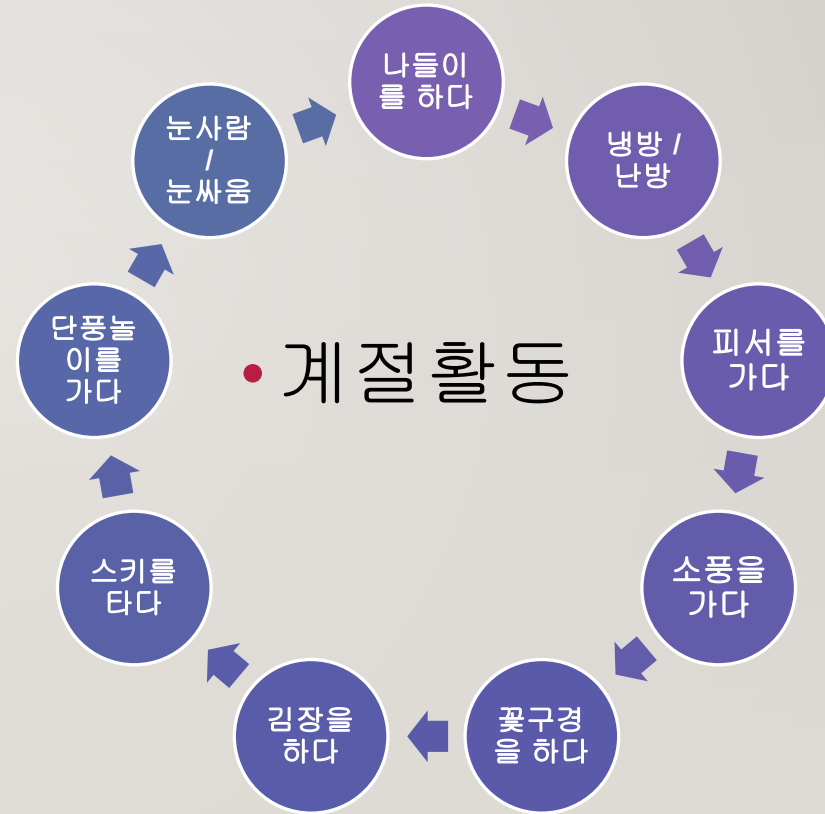 나들이
를 하다
냉방 /
난방
피서를
가다
소풍을
가다
꽃구경
을 하다
김장을
하다
스키를
타다
단풍놀
이를
가다
눈사람
/
눈싸움
• 계절활동